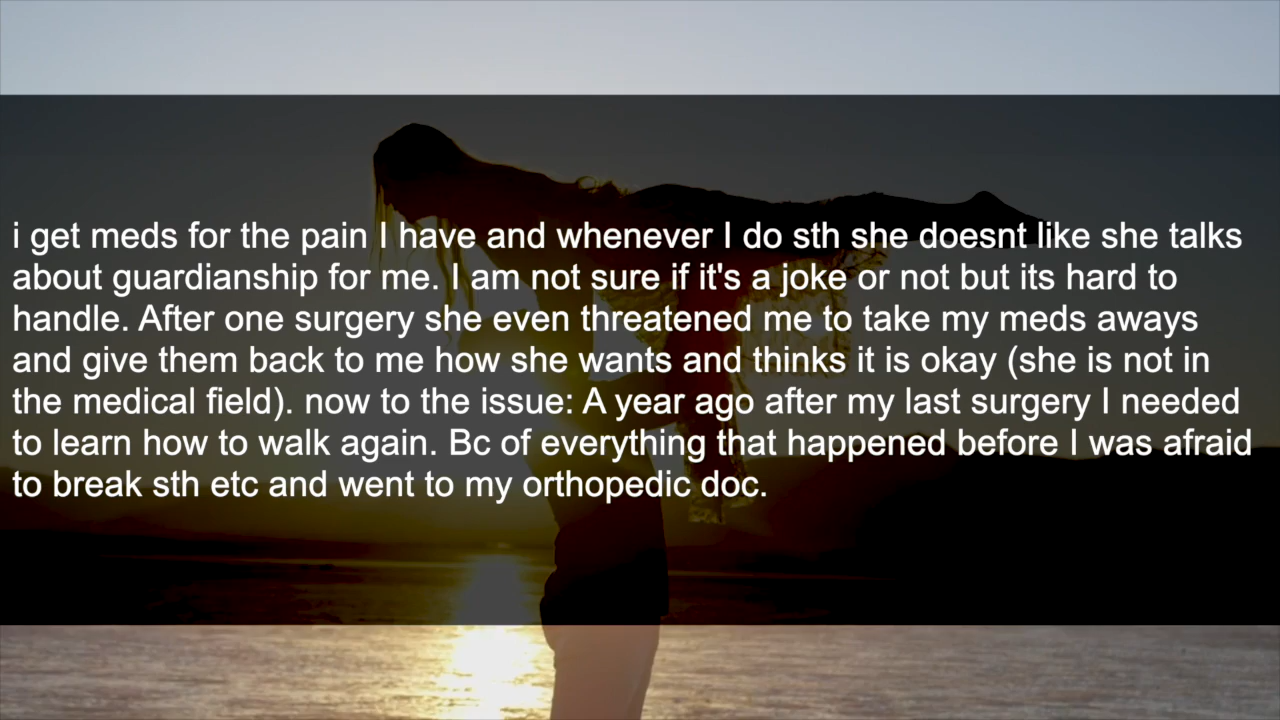 i get meds for the pain I have and whenever I do sth she doesnt like she talks
about guardianship for me. I am not sure if it's a joke or not but its hard to
handle. After one surgery she even threatened me to take my meds aways
and give them back to me how she wants and thinks it is okay (she is not in
the medical field). now to the issue: A year ago after my last surgery I needed
to learn how to walk again. Bc of everything that happened before I was afraid
to break sth etc and went to my orthopedic doc.